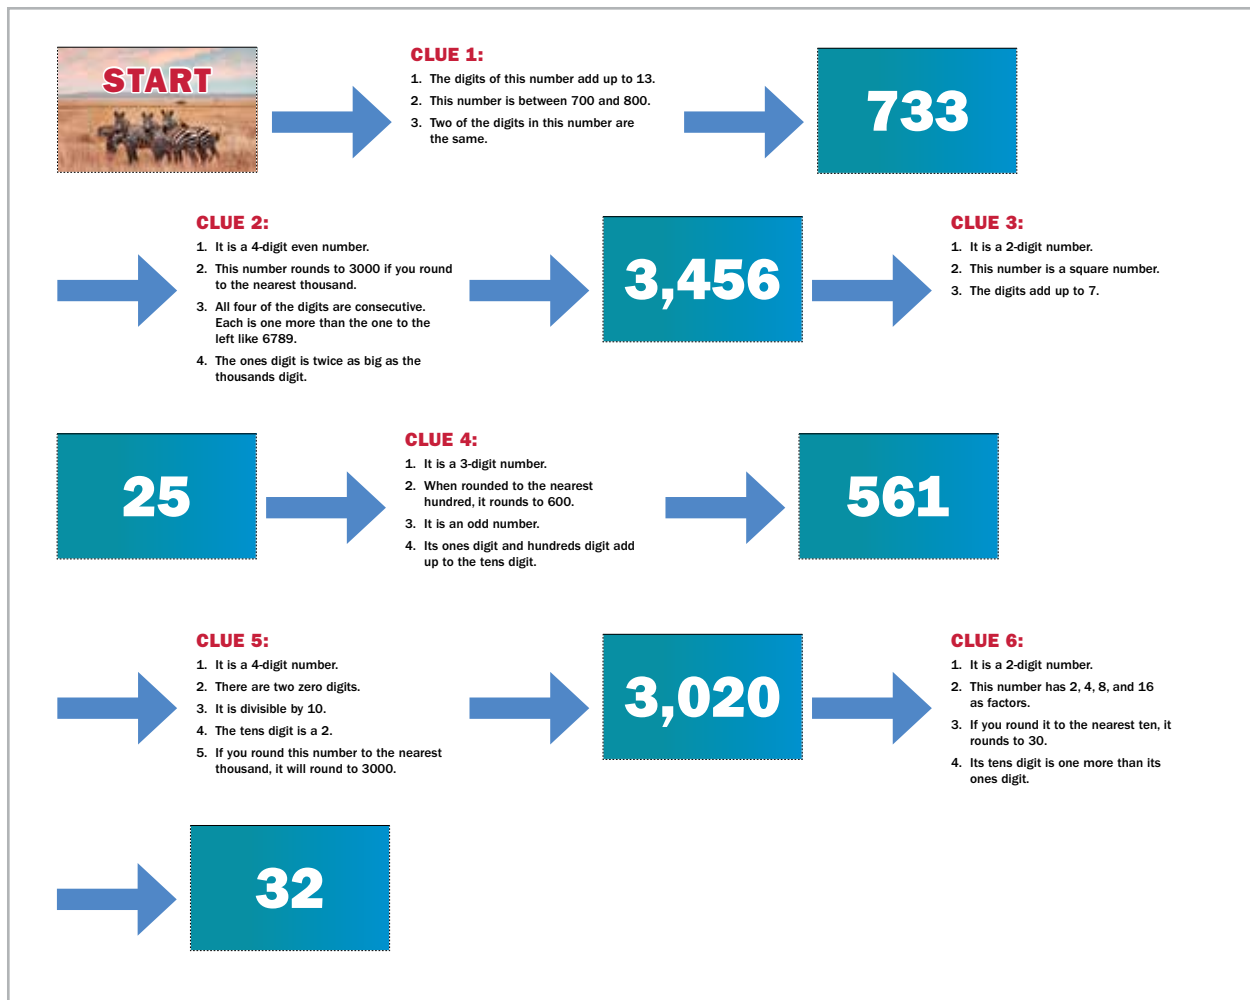 START
CLUE 1:
1. The digits of this number add up to 13.
2. This number is between 700 and 800.
3. Two of the digits in this number are
the same.
733
CLUE 2:
1. It is a 4-digit even number.
2. This number rounds to 3000 if you round
to the nearest thousand.
3. All four of the digits are consecutive.
Each is one more than the one to the
left like 6789.
4. The ones digit is twice as big as the
thousands digit.
3,456
CLUE 3:
1. It is a 2-digit number.
2. This number is a square number.
3. The digits add up to 7.
25
CLUE 4:
1. It is a 3-digit number.
2. When rounded to the nearest
hundred, it rounds to 600.
3. It is an odd number.
4. Its ones digit and hundreds digit add
up to the tens digit.
561
CLUE 5:
1. It is a 4-digit number.
2. There are two zero digits.
3. It is divisible by 10.
4. The tens digit is a 2.
5. If you round this number to the nearest
thousand, it will round to 3000.
3,020
CLUE 6:
1. It is a 2-digit number.
2. This number has 2, 4, 8, and 16
as factors.
3. If you round it to the nearest ten, it
rounds to 30.
4. Its tens digit is one more than its
ones digit.
32